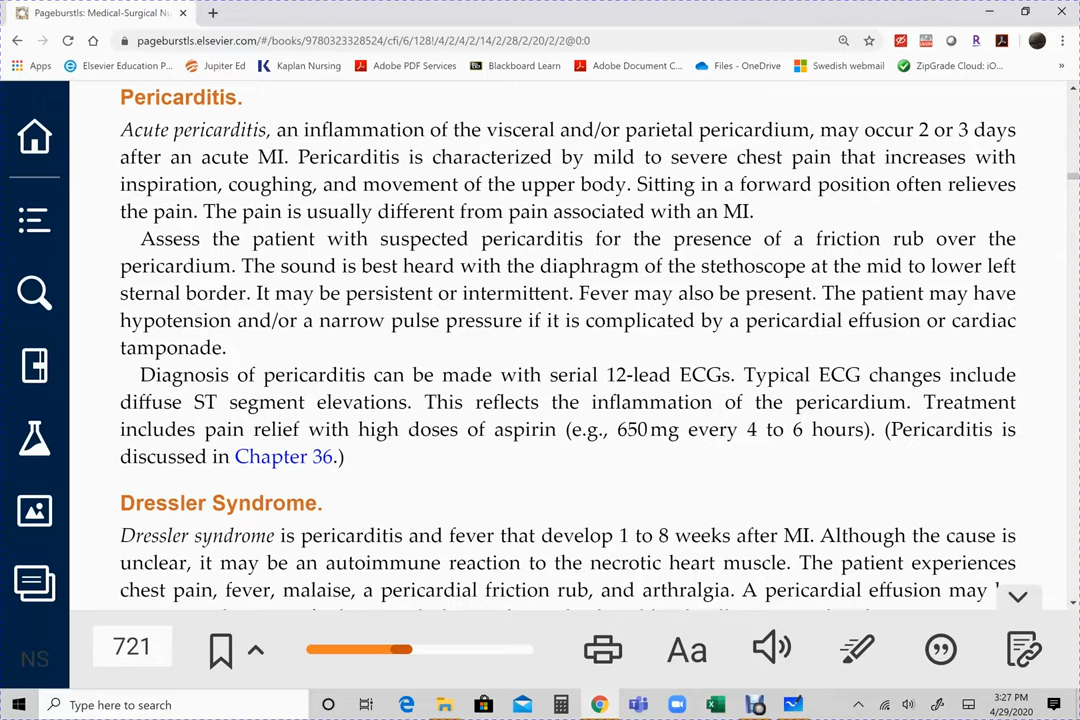 Pageburstls: Medical-Surgical Nu
pageburstls.elsevier.com/#/books/9780323328524/cfi/6/128!/4/2/4/2/14/2/28/2/20/2/2@0:0
Apps Elsevier Education P... Jupiter Ed Kaplan Nursing Adobe PDF Services Blackboard Learn Adobe Document C... Files - OneDrive Swedish webmail ZipGrade Cloud: iO... »
Pericarditis.
Acute pericarditis, an inflammation of the visceral and/or parietal pericardium, may occur 2 or 3 days
after an acute MI. Pericarditis is characterized by mild to severe chest pain that increases with
inspiration, coughing, and movement of the upper body. Sitting in a forward position often relieves
the pain. The pain is usually different from pain associated with an MI.
Assess the patient with suspected pericarditis for the presence of a friction rub over the
pericardium. The sound is best heard with the diaphragm of the stethoscope at the mid to lower left
sternal border. It may be persistent or intermittent. Fever may also be present. The patient may have
hypotension and/or a narrow pulse pressure if it is complicated by a pericardial effusion or cardiac
tamponade.
Diagnosis of pericarditis can be made with serial 12-lead ECGs. Typical ECG changes include
diffuse ST segment elevations. This reflects the inflammation of the pericardium. Treatment
includes pain relief with high doses of aspirin (e.g., 650 mg every 4 to 6 hours). (Pericarditis is
discussed in Chapter 36.)
Dressler Syndrome.
Dressler syndrome is pericarditis and fever that develop 1 to 8 weeks after MI. Although the cause is
unclear, it may be an autoimmune reaction to the necrotic heart muscle. The patient experiences
chest pain, fever, malaise, a pericardial friction rub, and arthralgia. A pericardial effusion may
NS
721
Aa
Type here to search
3:27 PM
4/29/2020